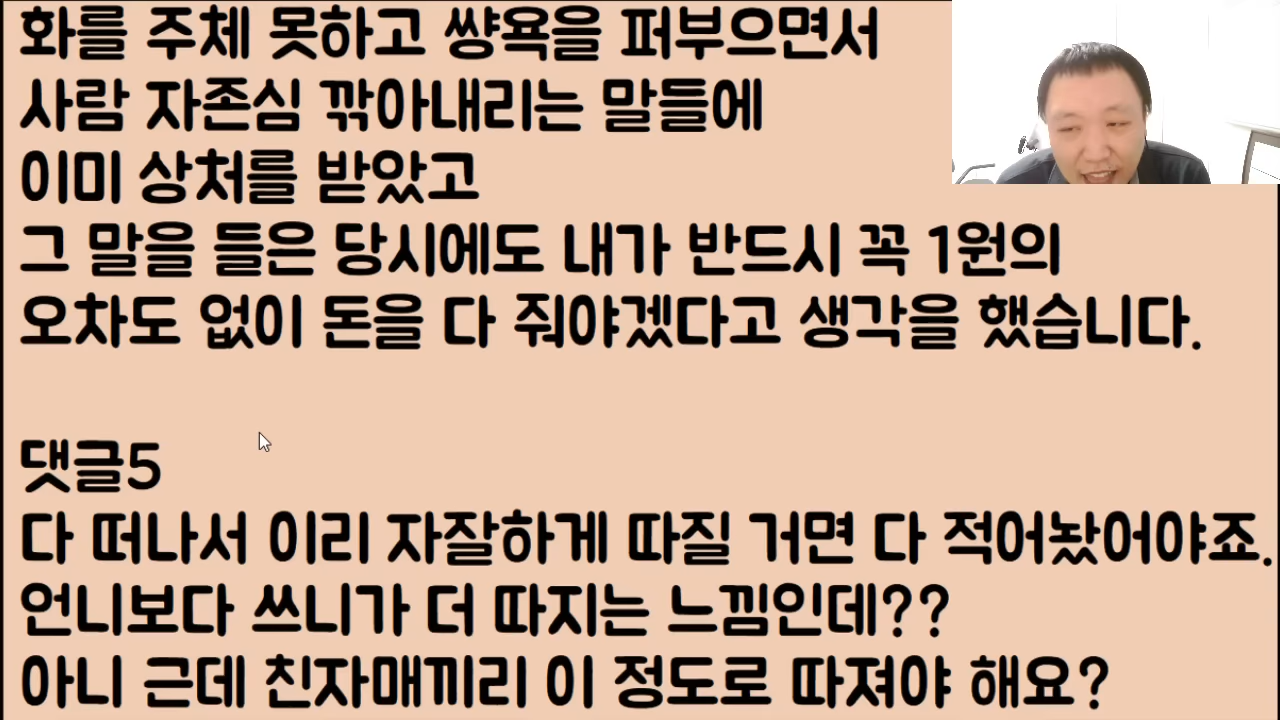 화를 주체 못하고 쌍욕을 퍼부으면서
사람 자존심 깎아내리는 말들에
이미 상처를 받았고
그 말을 들은 당시에도 내가 반드시 꼭 1원의
오차도 없이 돈을 다 줘야겠다고 생각을 했습니다.
댓글5
다 떠나서 이리 자잘하게 따질 거면 다 적어놨어야죠.
언니보다 쓰니가 더 따지는 느낌인데??
아니 근데 친자매끼리 이 정도로 따져야 해요?